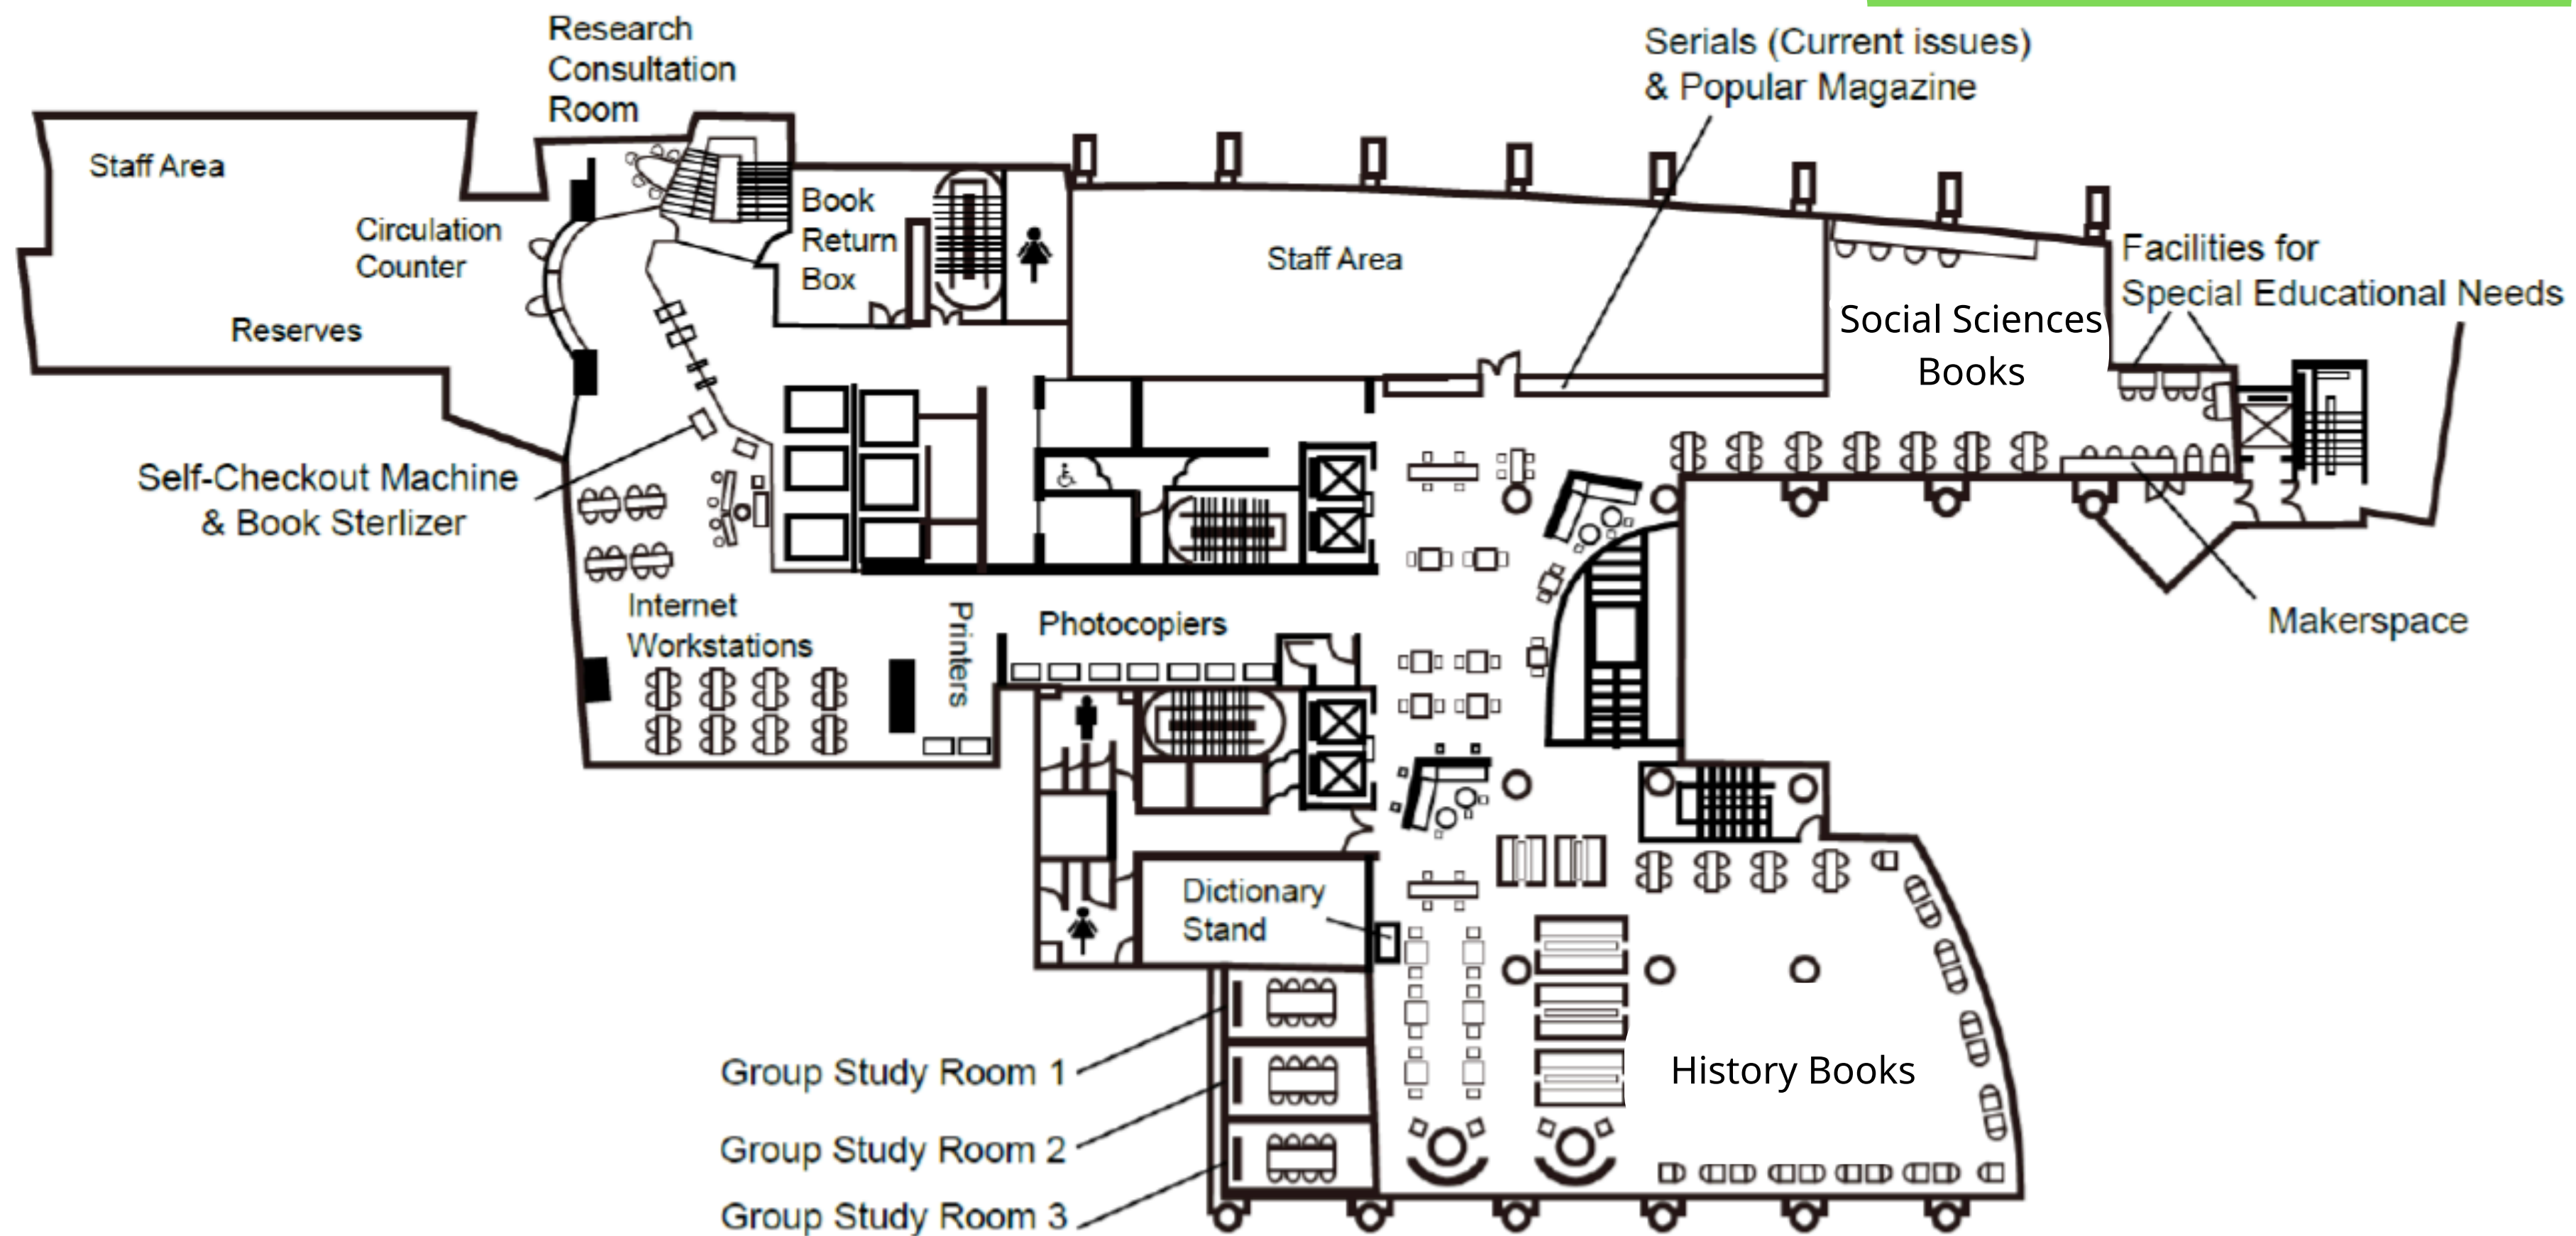 Research
Consultation
Room
Serials (Current issues)
& Popular Magazine
Staff Area
Book
Return
Box
Circulation
Counter
Staff Area
Facilities for
Special Educational Needs
Reserves
Social Sciences
Books
Self-Checkout Machine
& Book Sterlizer
Internet
Workstations
Printers
Photocopiers
Makerspace
Dictionary
Stand
Group Study Room 1
History Books
Group Study Room 2
Group Study Room 3